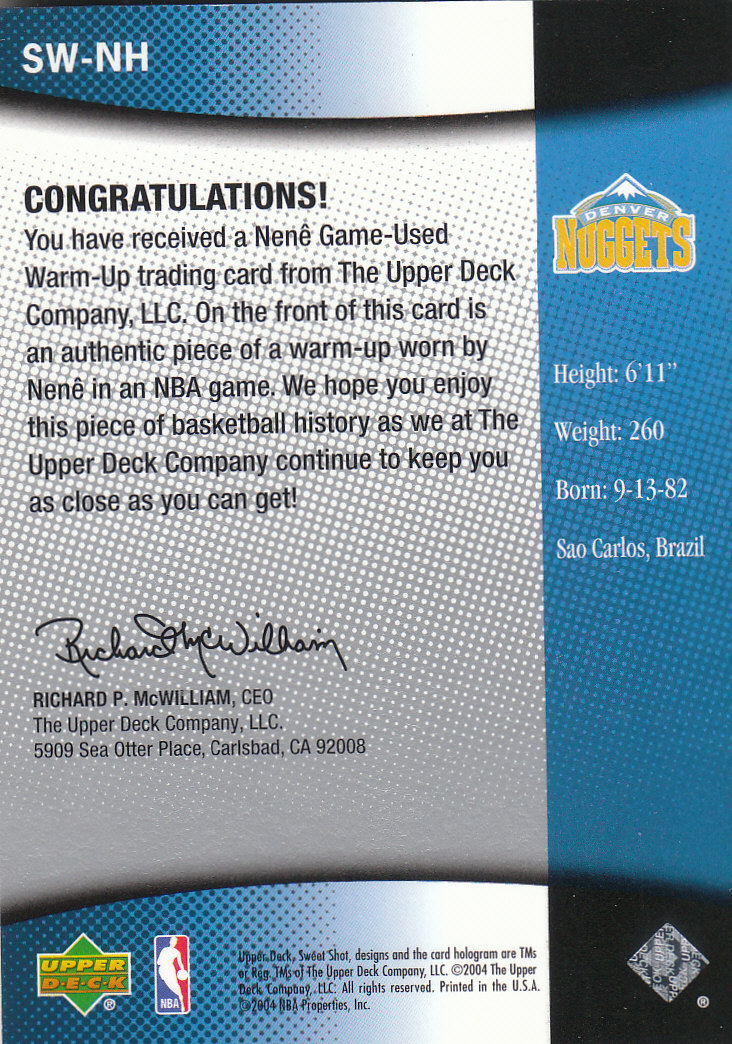 SW-NH
CONGRATULATIONS!
You have received a Nenê Game-Used
Warm-Up trading card from The Upper Deck
Company, LLC. On the front of this card is
an authentic piece of a warm-up worn by
Nenê in an NBA game. We hope you enjoy
this piece of basketball history as we at The
Upper Deck Company continue to keep you
as close as you can get!
Richard McWilliam
RICHARD P. McWILLIAM, CEO
The Upper Deck Company, LLC.
5909 Sea Otter Place, Carlsbad, CA 92008
DENVER
NUGGETS
Height: 6'11"
Weight: 260
Born: 9-13-82
Sao Carlos, Brazil
UPPER
D·E·C·K
®
NBA
Upper Deck, Sweet Shot, designs and the card hologram are TMs
or Reg. TMs of The Upper Deck Company, LLC. ©2004 The Upper
Deck Company, LLC. All rights reserved. Printed in the U.S.A.
©2004 NBA Properties, Inc.
®